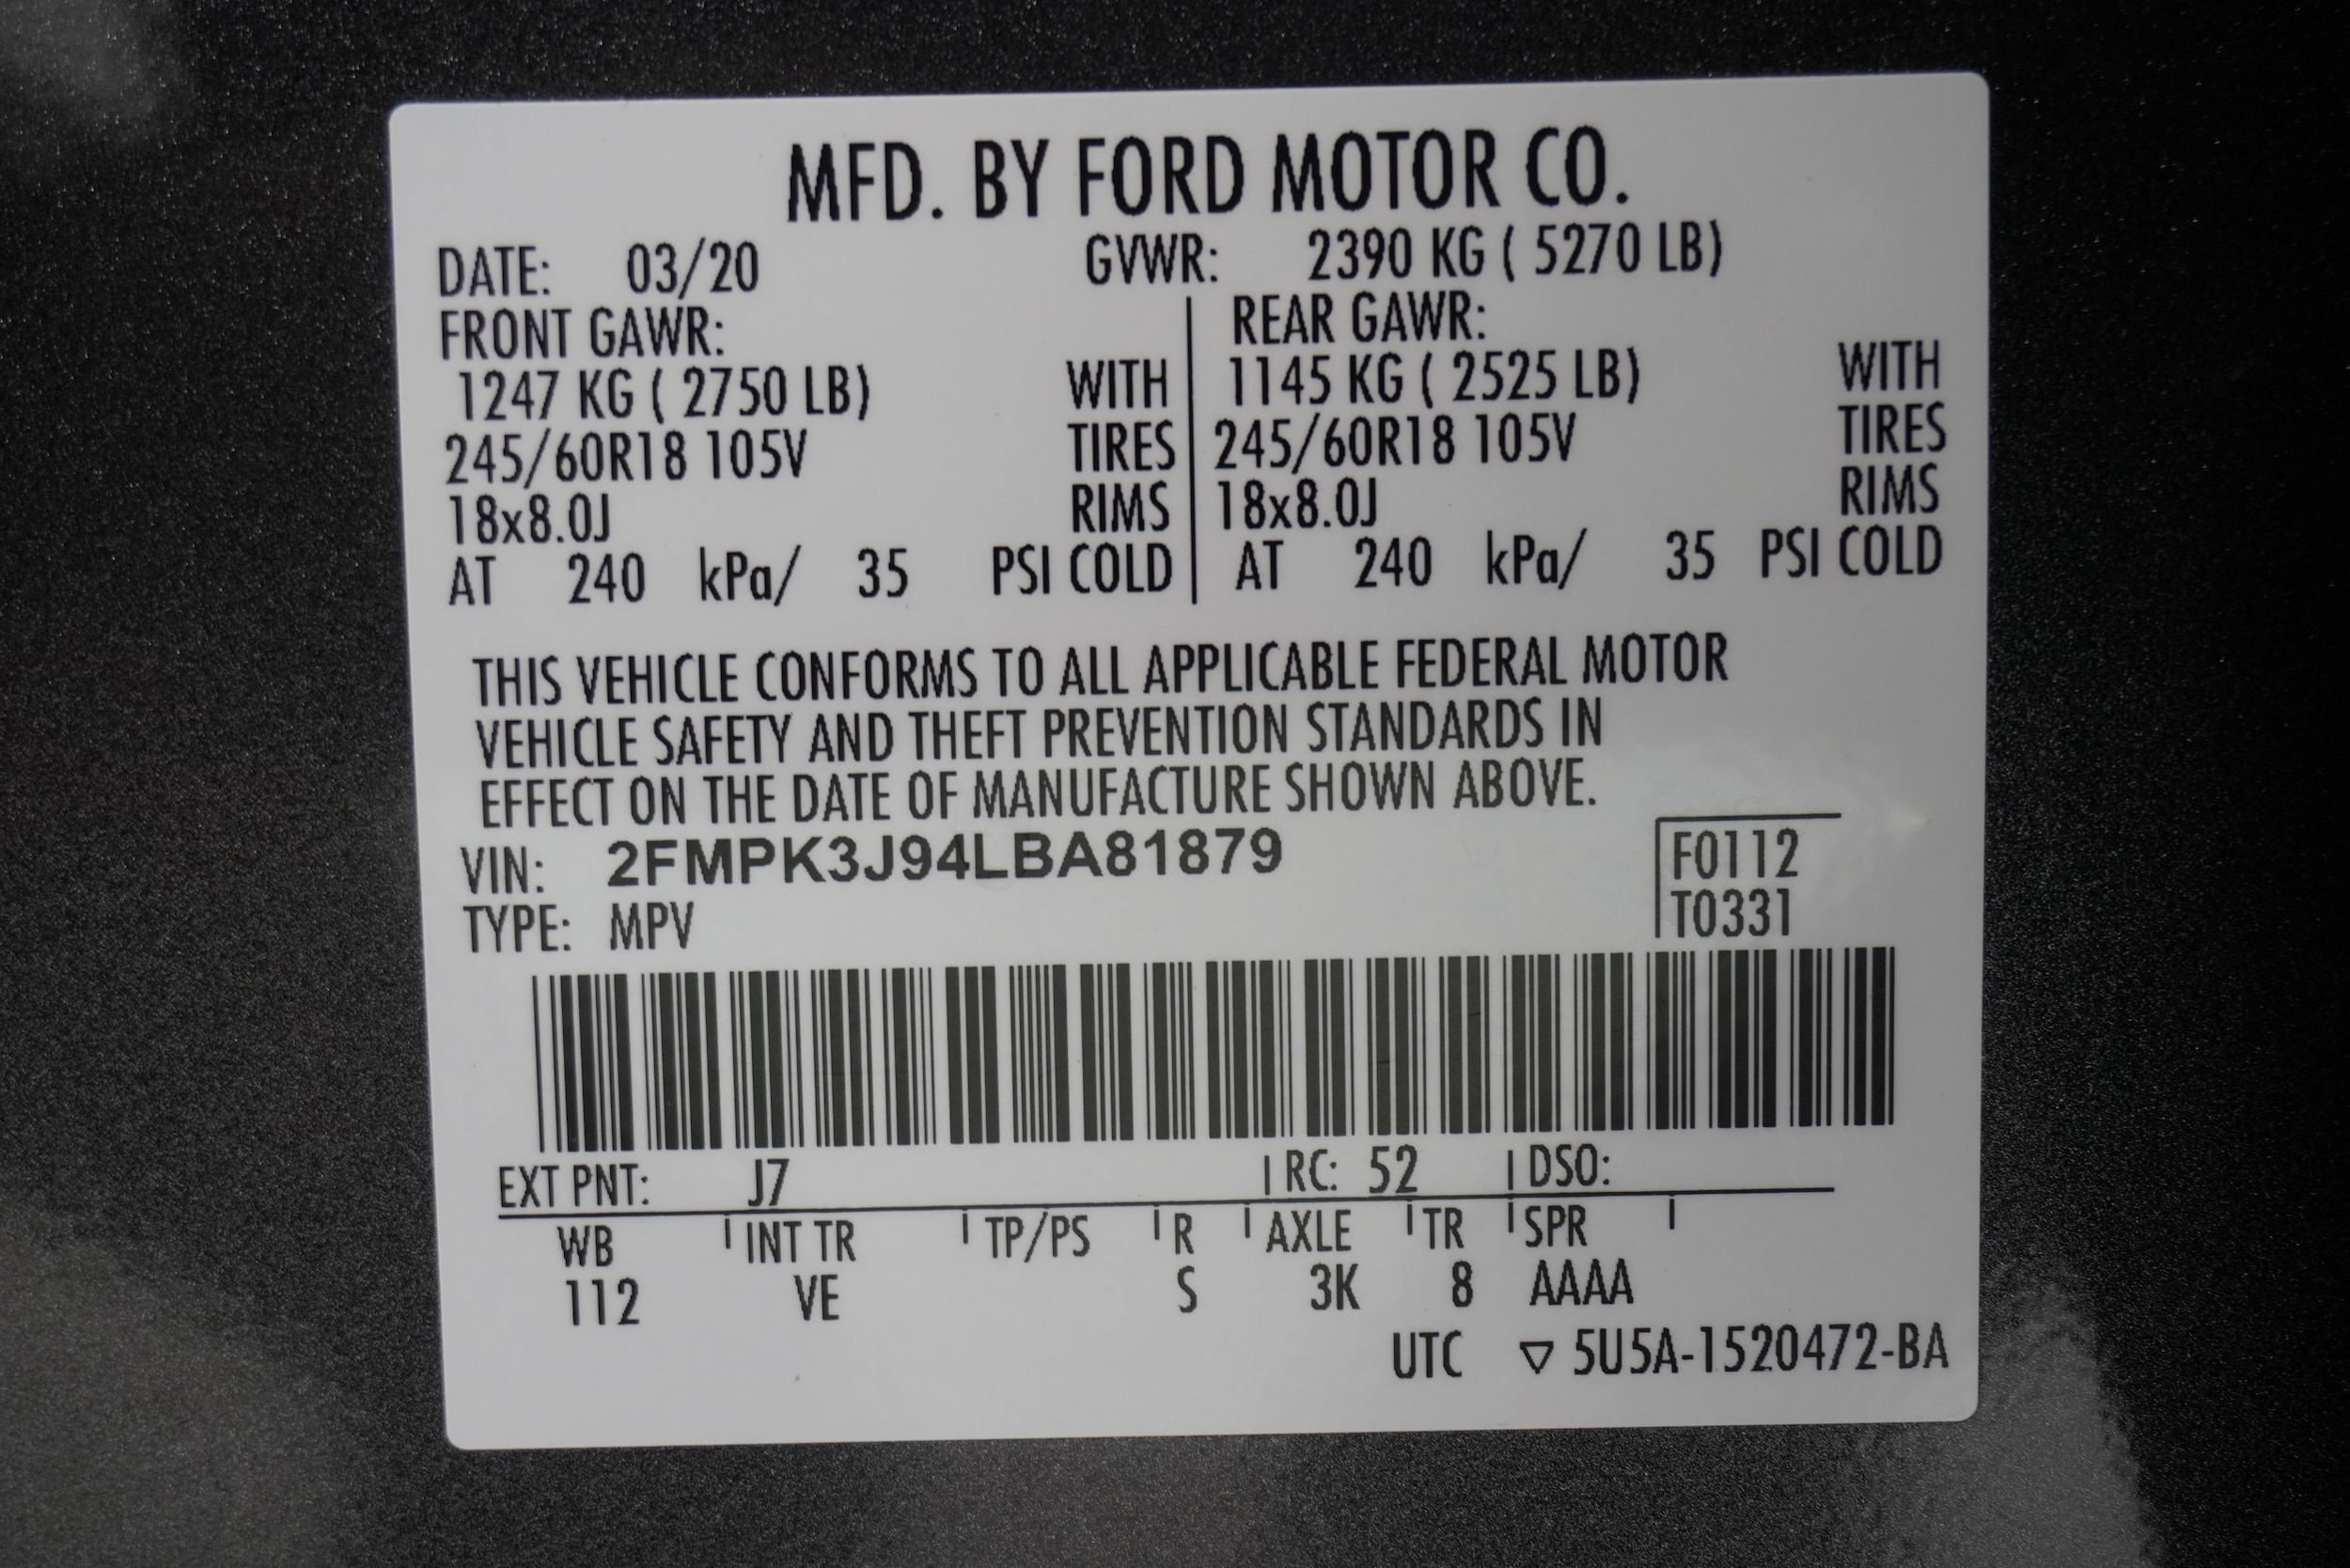 MFD. BY FORD MOTOR CO.
DATE: 03/20 GVWR: 2390 KG ( 5270 LB)
FRONT GAWR: REAR GAWR:
1247 KG ( 2750 LB) WITH 1145 KG ( 2525 LB) WITH
245/60R18 105V TIRES 245/60R18 105V TIRES
18x8.0J RIMS 18x8.0J RIMS
AT 240 kPa/ 35 PSI COLD AT 240 kPa/ 35 PSI COLD
THIS VEHICLE CONFORMS TO ALL APPLICABLE FEDERAL MOTOR
VEHICLE SAFETY AND THEFT PREVENTION STANDARDS IN
EFFECT ON THE DATE OF MANUFACTURE SHOWN ABOVE.
VIN: 2FMPK3J94LBA81879 F0112
TYPE: MPV T0331
EXT PNT: J7 RC: 52 DSO:
WB INT TR TP/PS R AXLE TR SPR
112 VE S 3K 8 AAAA
UTC ▽ 5U5A-1520472-BA